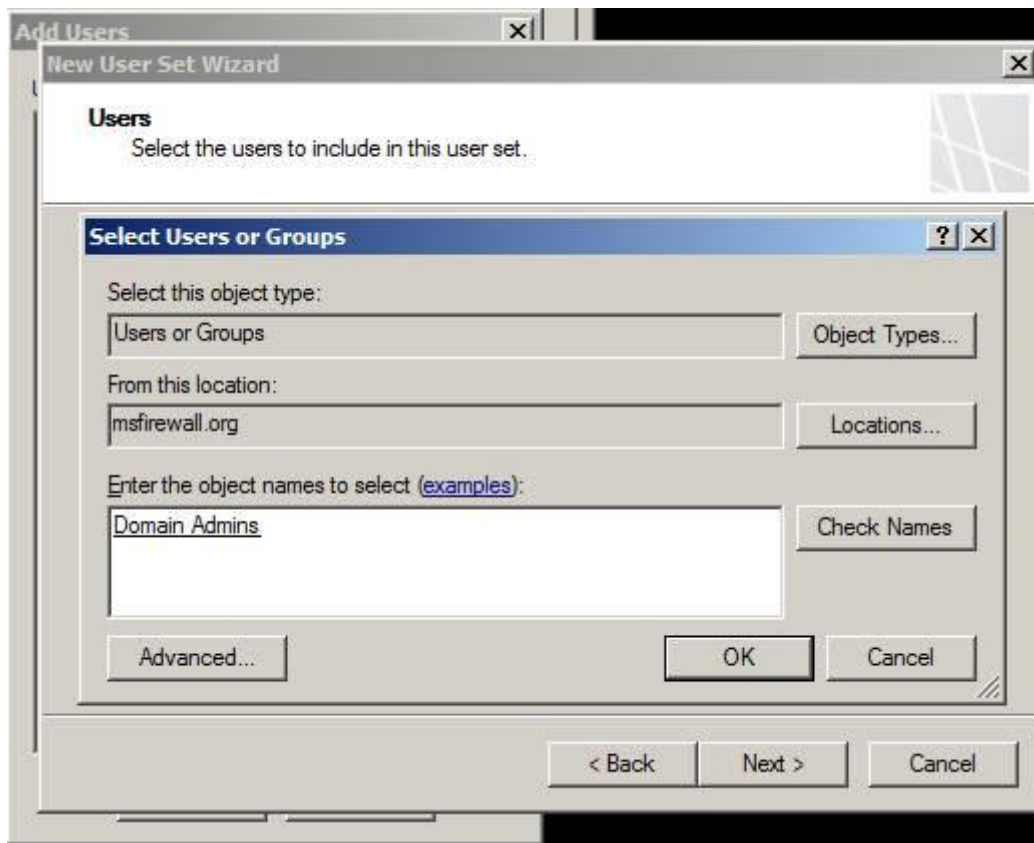 Add Users
New User Set Wizard
Users
Select the users to include in this user set.
Select Users or Groups
Select this object type:
Users or Groups
Object Types...
From this location:
msfirewall.org
Locations...
Enter the object names to select (examples):
Domain Admins
Check Names
Advanced...
OK
Cancel
< Back
Next >
Cancel